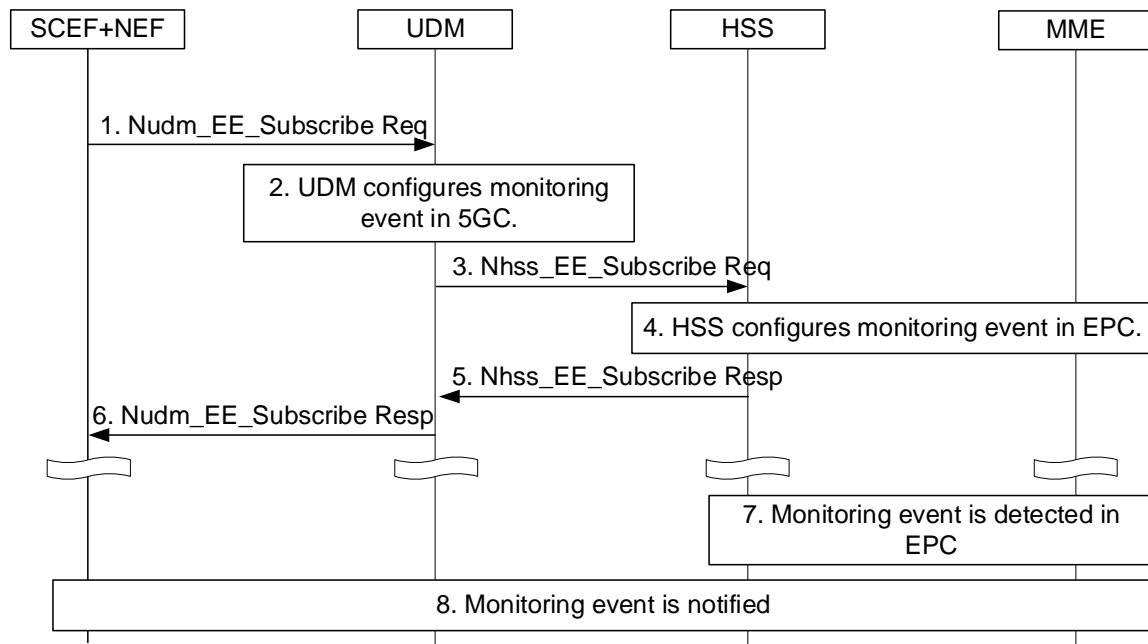 SCEF+NEF
UDM
HSS
MME
1. Nudm_EE_Subscribe Req
2. UDM configures monitoring
event in 5GC.
3. Nhss_EE_Subscribe Req
4. HSS configures monitoring event in EPC.
5. Nhss_EE_Subscribe Resp
6. Nudm_EE_Subscribe Resp
7. Monitoring event is detected in
EPC
8. Monitoring event is notified